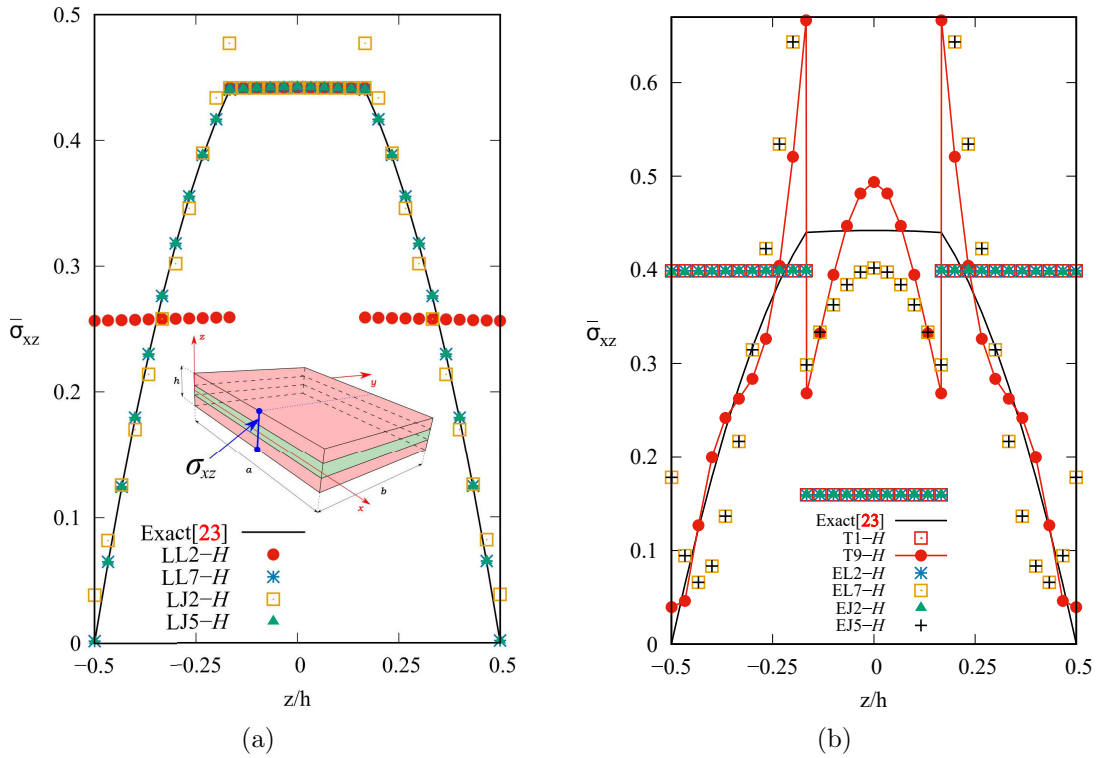 0.5
0.4
0.3
0.2
0.1
0
σ̄xz
−0.5
−0.25
0
0.25
0.5
z/h
z
y
x
h
a
b
σxz
Exact[23]
LL2−H
LL7−H
LJ2−H
LJ5−H
(a)
0.6
0.5
0.4
0.3
0.2
0.1
0
σ̄xz
−0.5
−0.25
0
0.25
0.5
z/h
Exact[23]
T1−H
T9−H
EL2−H
EL7−H
EJ2−H
EJ5−H
(b)